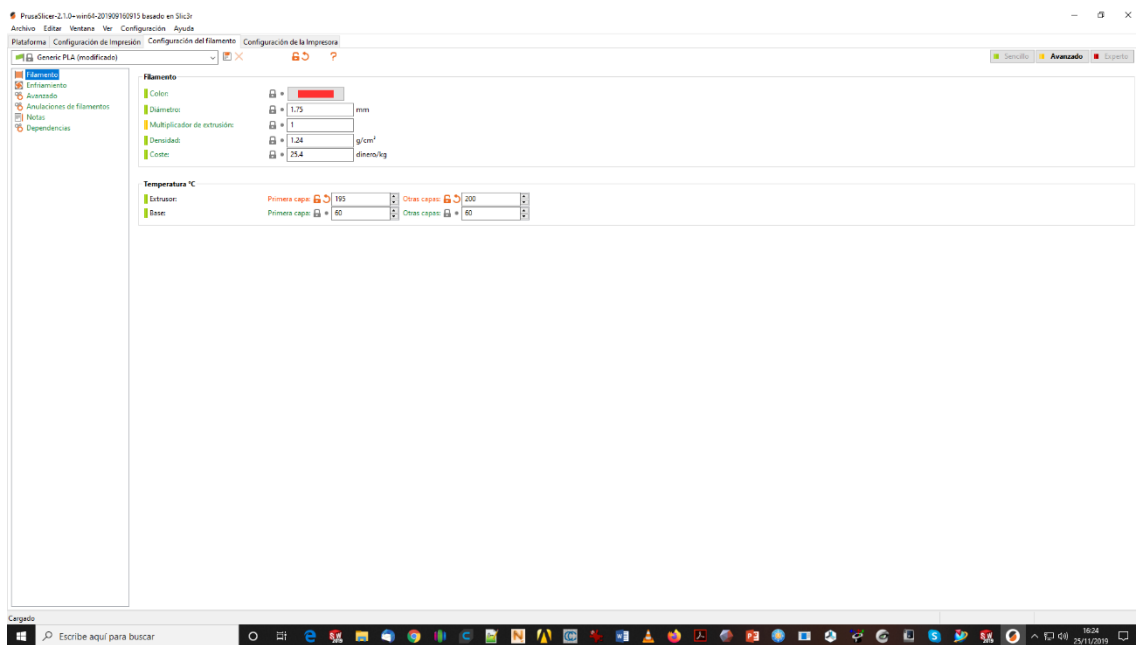 PrusaSlicer-2.1.0+win64-201909160915 basado en Slic3r
Archivo Editar Ventana Ver Configuración Ayuda
Plataforma Configuración de Impresión Configuración del filamento Configuración de la Impresora
Generic PLA (modificado) ? Sencillo Avanzado Experto
Filamento
Enfriamiento
Avanzado
Anulaciones de filamentos
Notas
Dependencias
Filamento
Color:
Diámetro: 1.75 mm
Multiplicador de extrusión: 1
Densidad: 1.24 g/cm³
Coste: 25.4 dinero/kg
Temperatura °C
Extrusor: Primera capa: 195 Otras capas: 200
Base: Primera capa: 60 Otras capas: 60
Cargado
Escribe aquí para buscar
16:24
25/11/2019